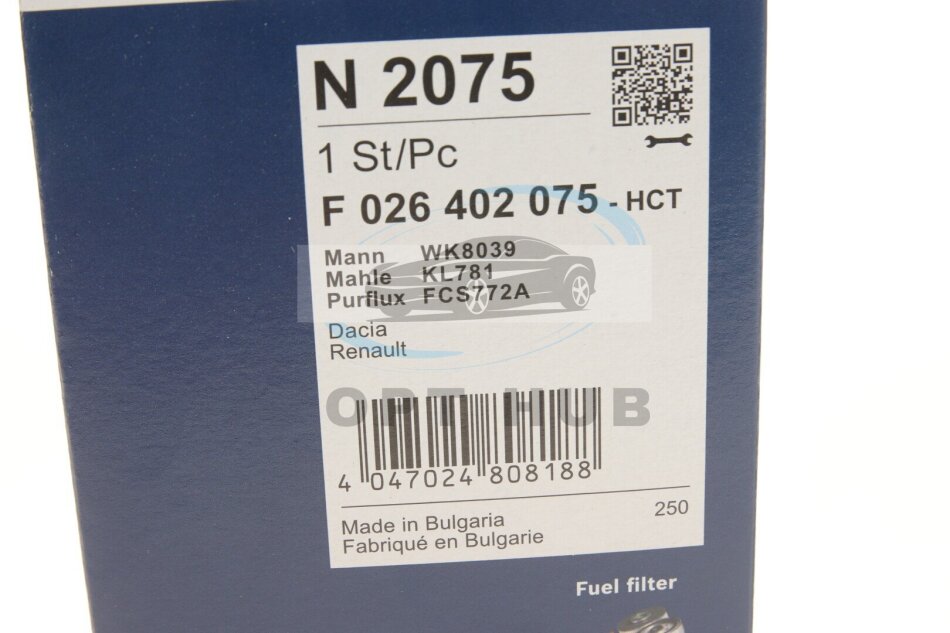 N 2075
1 St/Pc
F 026 402 075 - HCT
Mann WK8039
Mahle KL781
Purflux FCS772A
Dacia
Renault
OPT HUB
4 047024 808188
250
Made in Bulgaria
Fabriqué en Bulgarie
Fuel filter